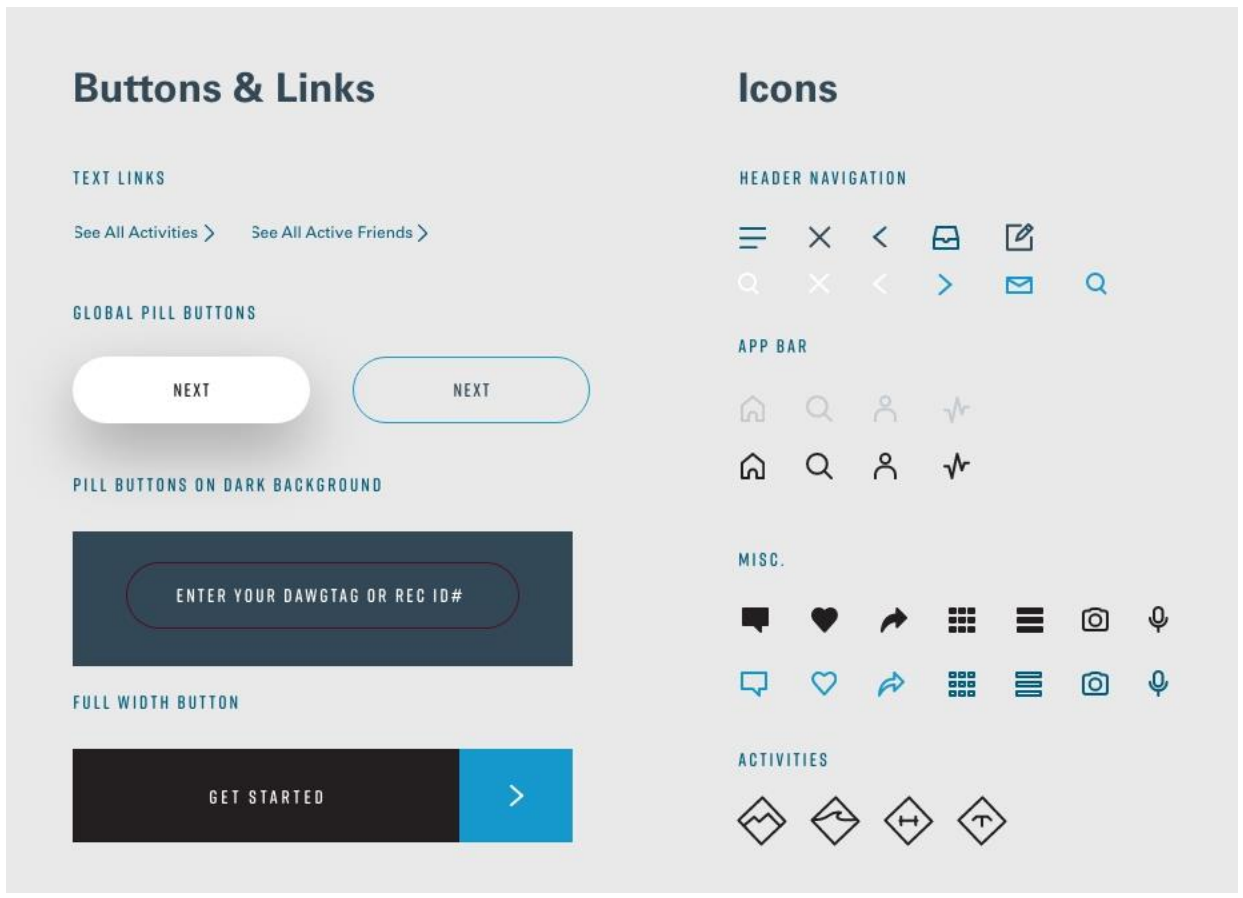 Buttons & Links
TEXT LINKS
See All Activities
See All Active Friends
GLOBAL PILL BUTTONS
NEXT
NEXT
PILL BUTTONS ON DARK BACKGROUND
ENTER YOUR DAWGTAG OR REC ID#
FULL WIDTH BUTTON
GET STARTED
Icons
HEADER NAVIGATION
APP BAR
MISC.
ACTIVITIES